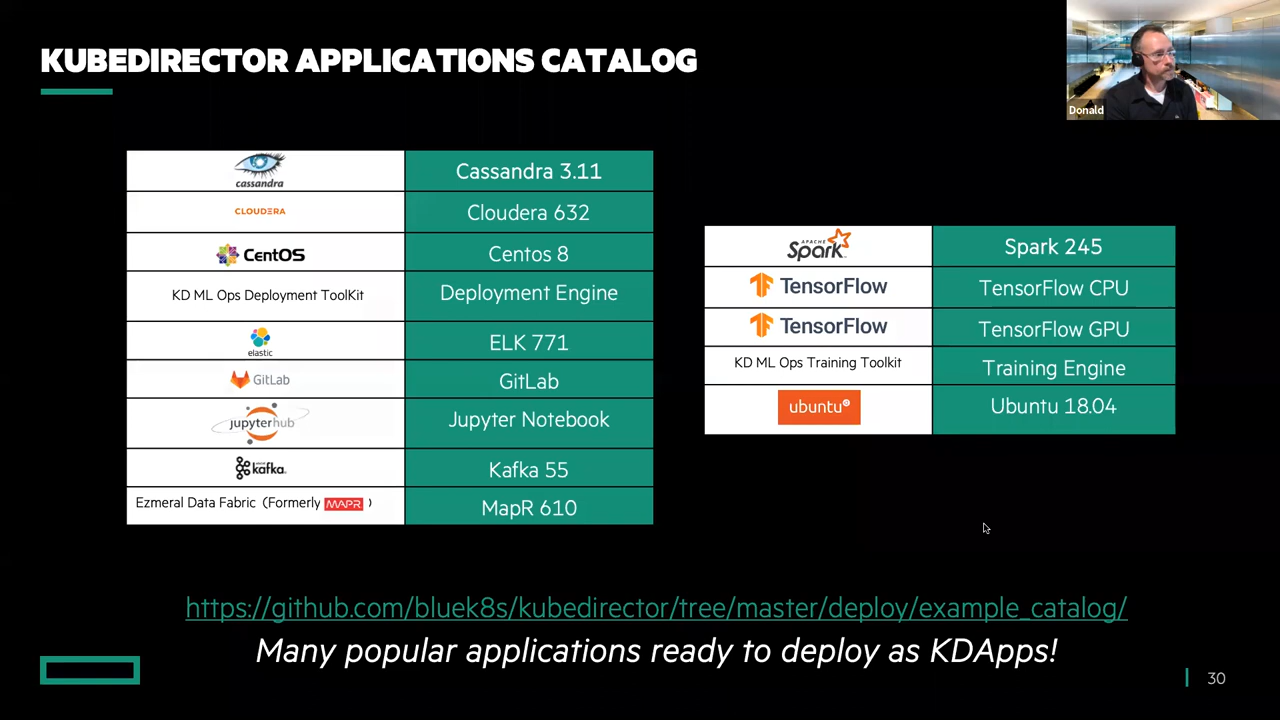 KUBEDIRECTOR APPLICATIONS CATALOG
Donald
cassandra
Cassandra 3.11
CLOUDERA
Cloudera 632
CentOS
Centos 8
KD ML Ops Deployment ToolKit
Deployment Engine
elastic
ELK 771
GitLab
GitLab
jupyterhub
Jupyter Notebook
kafka
Kafka 55
Ezmeral Data Fabric (Formerly MAPR )
MapR 610
APACHE
Spark
Spark 245
TensorFlow
TensorFlow CPU
TensorFlow
TensorFlow GPU
KD ML Ops Training Toolkit
Training Engine
ubuntu
Ubuntu 18.04
https://github.com/bluek8s/kubedirector/tree/master/deploy/example_catalog/
Many popular applications ready to deploy as KDApps!
30